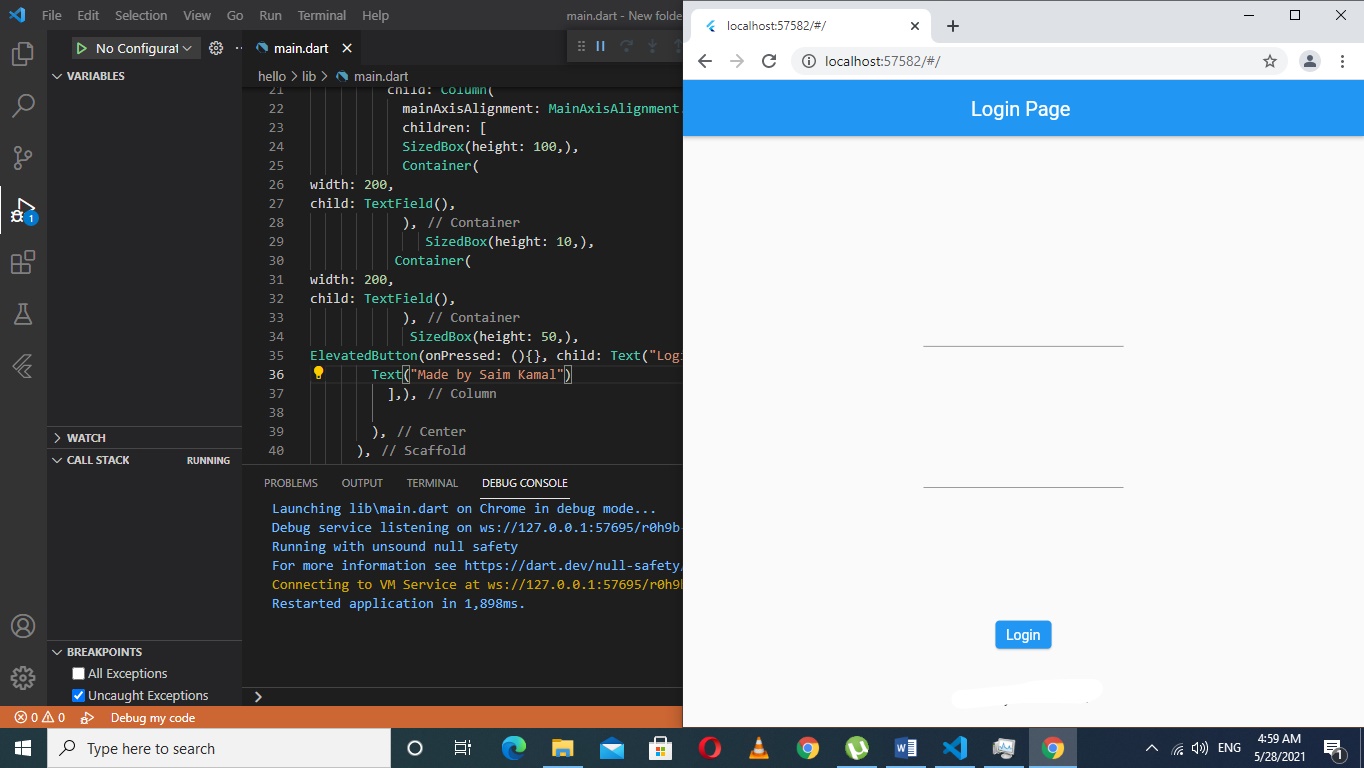 File Edit Selection View Go Run Terminal Help
main.dart - New folde
No Configurat
main.dart
VARIABLES
hello > lib > main.dart
21 child: Column(
22 mainAxisAlignment: MainAxisAlignment.
23 children: [
24 SizedBox(height: 100,),
25 Container(
26 width: 200,
27 child: TextField(),
28 ), // Container
29 SizedBox(height: 10,),
30 Container(
31 width: 200,
32 child: TextField(),
33 ), // Container
34 SizedBox(height: 50,),
35 ElevatedButton(onPressed: (){}, child: Text("Log
36 Text("Made by Saim Kamal")
37 ],), // Column
38
39 ), // Center
40 ), // Scaffold
WATCH
CALL STACK RUNNING
PROBLEMS OUTPUT TERMINAL DEBUG CONSOLE
Launching lib\main.dart on Chrome in debug mode...
Debug service listening on ws://127.0.0.1:57695/r0h9b
Running with unsound null safety
For more information see https://dart.dev/null-safety/
Connecting to VM Service at ws://127.0.0.1:57695/r0h9
Restarted application in 1,898ms.
BREAKPOINTS
All Exceptions
Uncaught Exceptions
0 0 Debug my code
localhost:57582/#/
localhost:57582/#/
Login Page
Login
Type here to search
ENG
4:59 AM
5/28/2021
1
1